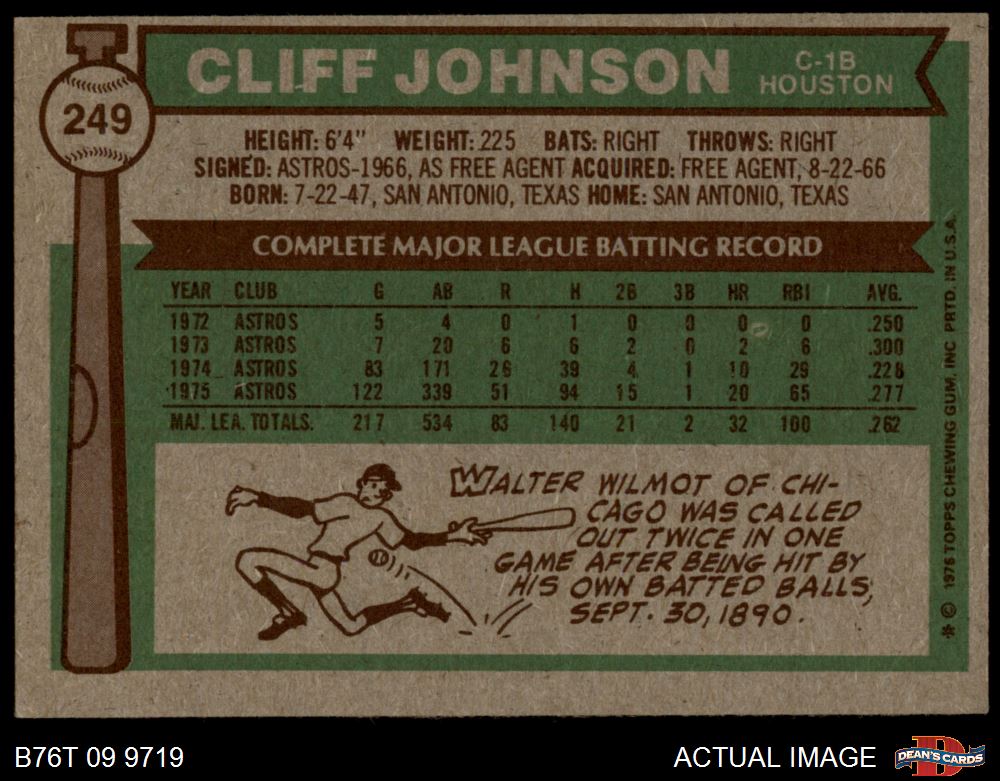 CLIFF JOHNSON
C-1B
HOUSTON
249
HEIGHT: 6'4" WEIGHT: 225 BATS: RIGHT THROWS: RIGHT
SIGNED: ASTROS-1966, AS FREE AGENT ACQUIRED: FREE AGENT, 8-22-66
BORN: 7-22-47, SAN ANTONIO, TEXAS HOME: SAN ANTONIO, TEXAS
COMPLETE MAJOR LEAGUE BATTING RECORD
YEAR CLUB G AB R H 2B 3B HR RBI AVG.
1972 ASTROS 5 4 0 1 0 0 0 0 .250
1973 ASTROS 7 20 6 6 2 0 2 6 .300
1974 ASTROS 83 171 26 39 4 1 10 29 .228
1975 ASTROS 122 339 51 94 15 1 20 65 .277
MAJ. LEA. TOTALS: 217 534 83 140 21 2 32 100 .262
WALTER WILMOT OF CHI-
CAGO WAS CALLED
OUT TWICE IN ONE
GAME AFTER BEING HIT BY
HIS OWN BATTED BALLS,
SEPT. 30, 1890.
* © 1976 TOPPS CHEWING GUM, INC PRTD. IN U.S.A.
B76T 09 9719
ACTUAL IMAGE
D
DEAN'S CARDS